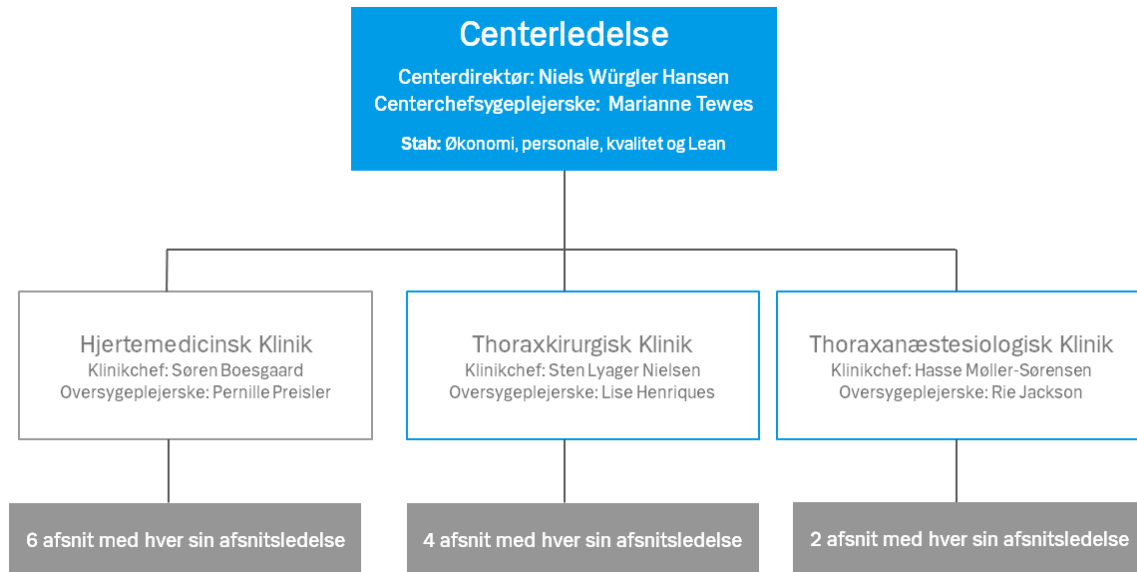 Centerledelse
Centerdirektør: Niels Würgler Hansen
Centerchefsygeplejerske: Marianne Tewes
Stab: Økonomi, personale, kvalitet og Lean
Hjertemedicinsk Klinik
Klinikchef: Søren Boesgaard
Oversygeplejerske: Pernille Preisler
Thoraxkirurgisk Klinik
Klinikchef: Sten Lyager Nielsen
Oversygeplejerske: Lise Henriques
Thoraxanæstesiologisk Klinik
Klinikchef: Hasse Møller-Sørensen
Oversygeplejerske: Rie Jackson
6 afsnit med hver sin afsnitsledelse
4 afsnit med hver sin afsnitsledelse
2 afsnit med hver sin afsnitsledelse